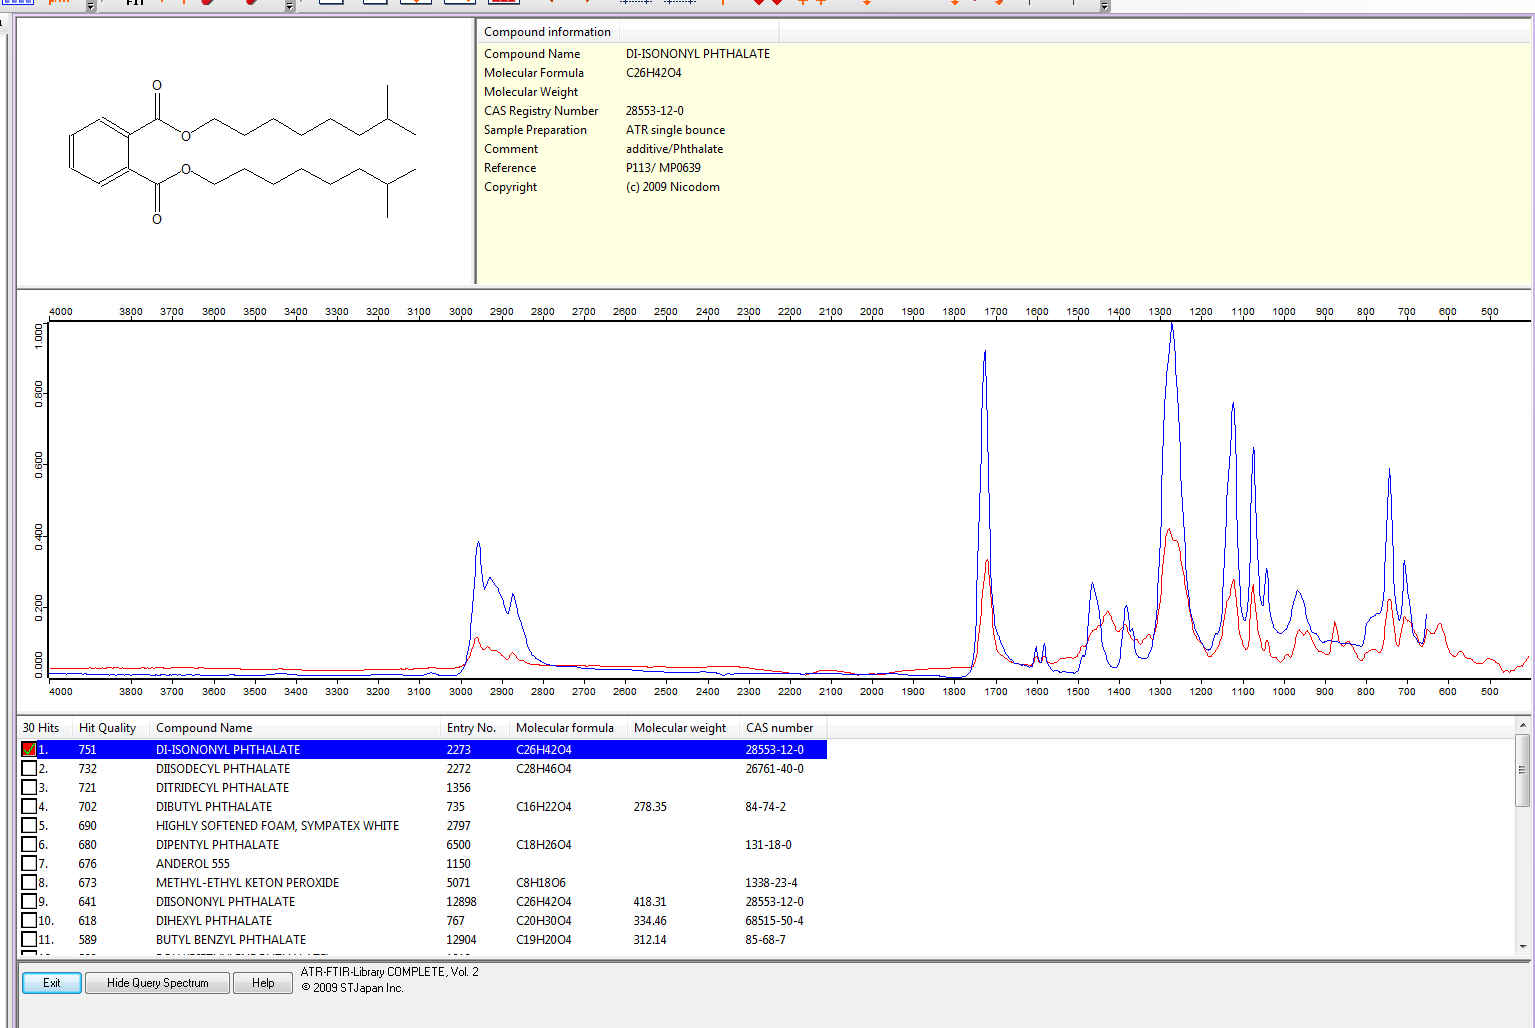 FIT
Compound information
Compound Name DI-ISONONYL PHTHALATE
Molecular Formula C26H42O4
Molecular Weight
CAS Registry Number 28553-12-0
Sample Preparation ATR single bounce
Comment additive/Phthalate
Reference P113/ MP0639
Copyright (c) 2009 Nicodom
O
O
O
O
4000 3800 3700 3600 3500 3400 3300 3200 3100 3000 2900 2800 2700 2600 2500 2400 2300 2200 2100 2000 1900 1800 1700 1600 1500 1400 1300 1200 1100 1000 900 800 700 600 500
1.000
0.800
0.600
0.400
0.200
0.000
4000 3800 3700 3600 3500 3400 3300 3200 3100 3000 2900 2800 2700 2600 2500 2400 2300 2200 2100 2000 1900 1800 1700 1600 1500 1400 1300 1200 1100 1000 900 800 700 600 500
30 Hits Hit Quality Compound Name Entry No. Molecular formula Molecular weight CAS number
1. 751 DI-ISONONYL PHTHALATE 2273 C26H42O4 28553-12-0
2. 732 DIISODECYL PHTHALATE 2272 C28H46O4 26761-40-0
3. 721 DITRIDECYL PHTHALATE 1356
4. 702 DIBUTYL PHTHALATE 735 C16H22O4 278.35 84-74-2
5. 690 HIGHLY SOFTENED FOAM, SYMPATEX WHITE 2797
6. 680 DIPENTYL PHTHALATE 6500 C18H26O4 131-18-0
7. 676 ANDEROL 555 1150
8. 673 METHYL-ETHYL KETON PEROXIDE 5071 C8H18O6 1338-23-4
9. 641 DIISONONYL PHTHALATE 12898 C26H42O4 418.31 28553-12-0
10. 618 DIHEXYL PHTHALATE 767 C20H30O4 334.46 68515-50-4
11. 589 BUTYL BENZYL PHTHALATE 12904 C19H20O4 312.14 85-68-7
Exit Hide Query Spectrum Help ATR-FTIR-Library COMPLETE, Vol. 2
© 2009 STJapan Inc.